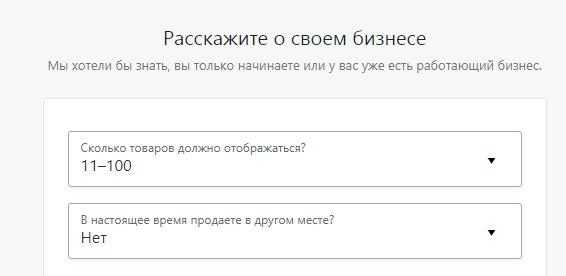 Расскажите о своем бизнесе
Мы хотели бы знать, вы только начинаете или у вас уже есть работающий бизнес.
Сколько товаров должно отображаться?
11–100
В настоящее время продаете в другом месте?
Нет